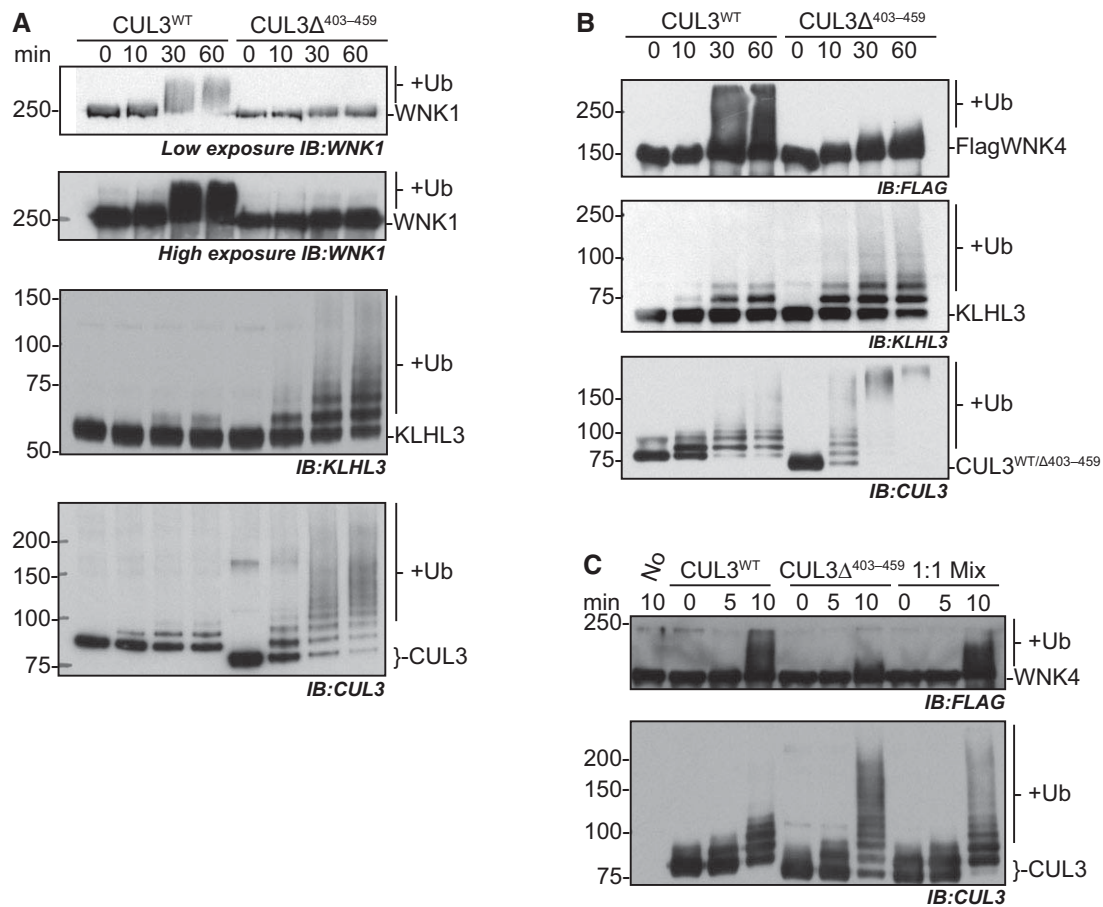 A
CUL3WT CUL3Δ403–459
min 0 10 30 60 0 10 30 60
+Ub
250-
-WNK1
Low exposure IB:WNK1
+Ub
250-
-WNK1
High exposure IB:WNK1
150-
100-
+Ub
75-
-KLHL3
50-
IB:KLHL3
200-
150-
+Ub
100-
}-CUL3
75-
IB:CUL3
B
CUL3WT CUL3Δ403–459
0 10 30 60 0 10 30 60
250-
+Ub
150-
-FlagWNK4
IB:FLAG
250-
+Ub
100-
75-
-KLHL3
IB:KLHL3
150-
+Ub
100-
75-
-CUL3WT/Δ403–459
IB:CUL3
C
No CUL3WT CUL3Δ403–459 1:1 Mix
min 10 0 5 10 0 5 10 0 5 10
250-
+Ub
-WNK4
IB:FLAG
200-
150-
+Ub
100-
}-CUL3
75-
IB:CUL3